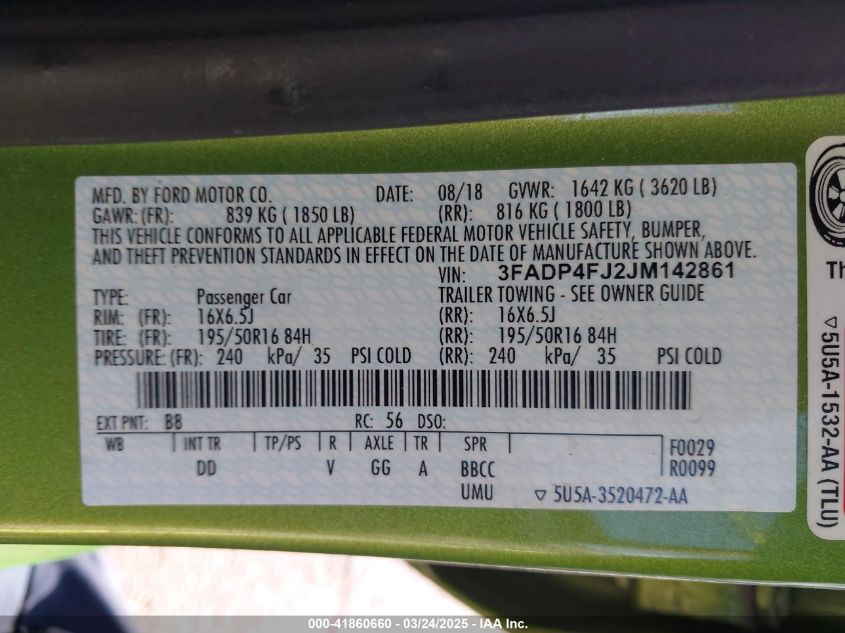 MFD. BY FORD MOTOR CO. DATE: 08/18 GVWR: 1642 KG ( 3620 LB)
GAWR: (FR): 839 KG ( 1850 LB) (RR): 816 KG ( 1800 LB)
THIS VEHICLE CONFORMS TO ALL APPLICABLE FEDERAL MOTOR VEHICLE SAFETY, BUMPER,
AND THEFT PREVENTION STANDARDS IN EFFECT ON THE DATE OF MANUFACTURE SHOWN ABOVE.
VIN: 3FADP4FJ2JM142861
TYPE: Passenger Car TRAILER TOWING - SEE OWNER GUIDE
RIM: (FR): 16X6.5J (RR): 16X6.5J
TIRE: (FR): 195/50R16 84H (RR): 195/50R16 84H
PRESSURE: (FR): 240 kPa/ 35 PSI COLD (RR): 240 kPa/ 35 PSI COLD
EXT PNT: B8 RC: 56 DSO:
WB INT TR TP/PS R AXLE TR SPR F0029
DD V GG A BBCC R0099
UMU ▽ 5U5A-3520472-AA
Th
▽ 5U5A-1532-AA (TLU)
000-41860660 - 03/24/2025 - IAAI.COM